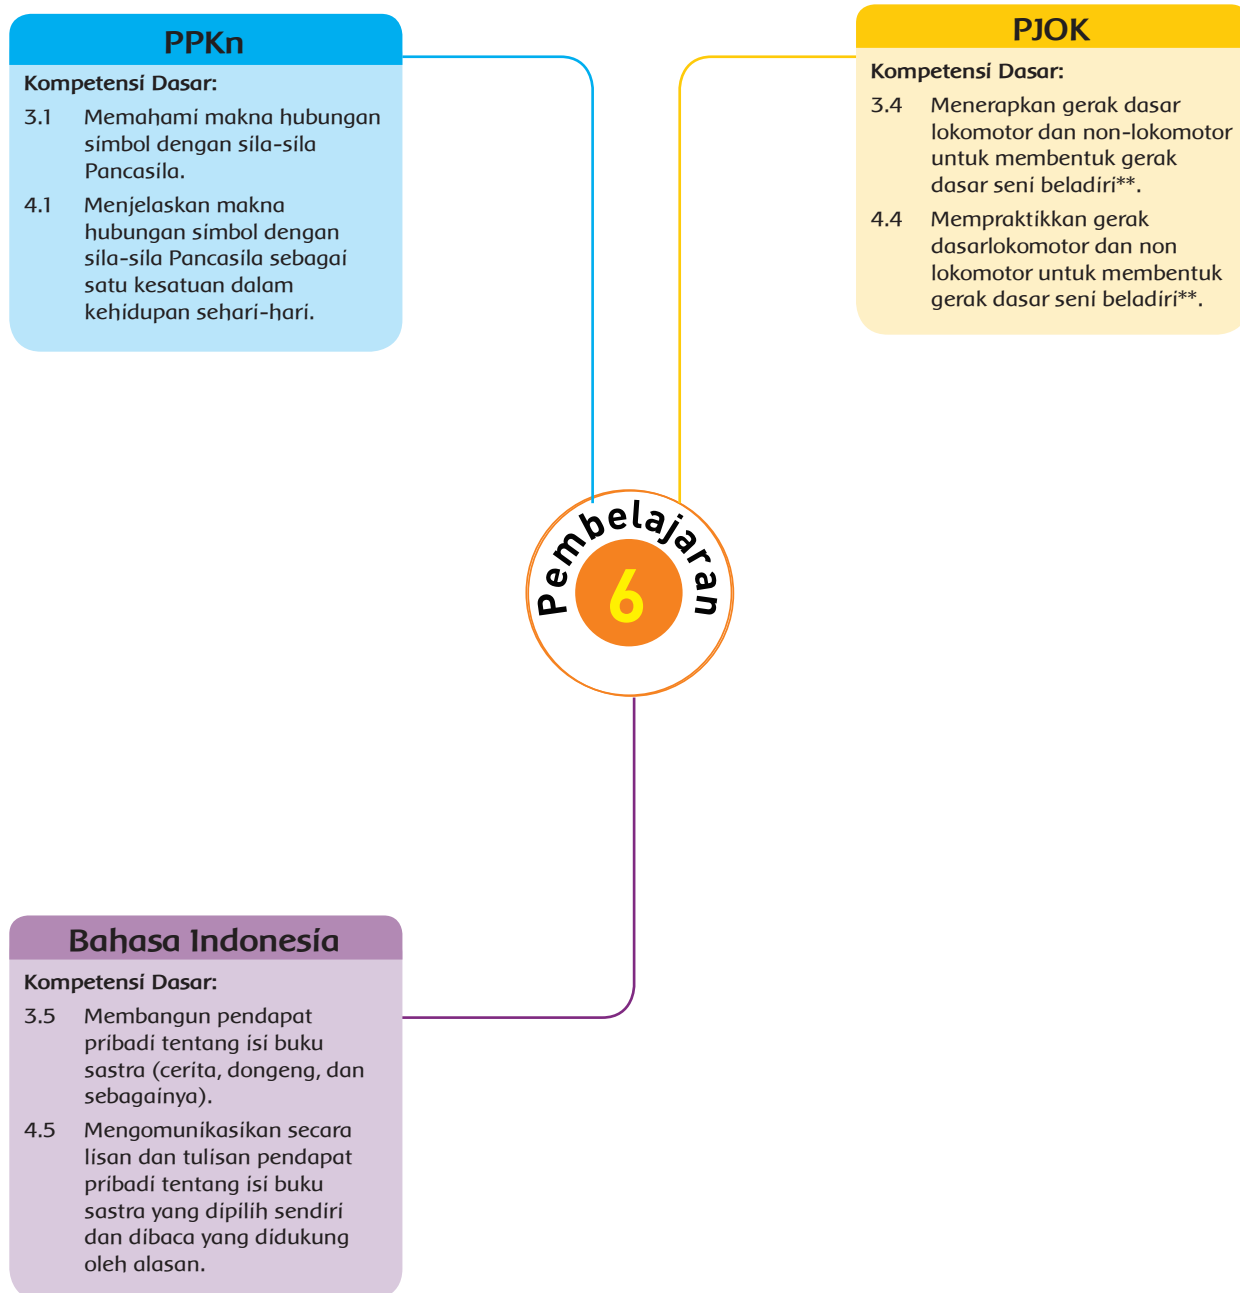 PPKn
Kompetensi Dasar:
3.1 Memahami makna hubungan
simbol dengan sila-sila
Pancasila.
4.1 Menjelaskan makna
hubungan simbol dengan
sila-sila Pancasila sebagai
satu kesatuan dalam
kehidupan sehari-hari.
PJOK
Kompetensi Dasar:
3.4 Menerapkan gerak dasar
lokomotor dan non-lokomotor
untuk membentuk gerak
dasar seni beladiri**.
4.4 Mempraktikkan gerak
dasarlokomotor dan non
lokomotor untuk membentuk
gerak dasar seni beladiri**.
Pembelajaran
6
Bahasa Indonesia
Kompetensi Dasar:
3.5 Membangun pendapat
pribadi tentang isi buku
sastra (cerita, dongeng, dan
sebagainya).
4.5 Mengomunikasikan secara
lisan dan tulisan pendapat
pribadi tentang isi buku
sastra yang dipilih sendiri
dan dibaca yang didukung
oleh alasan.